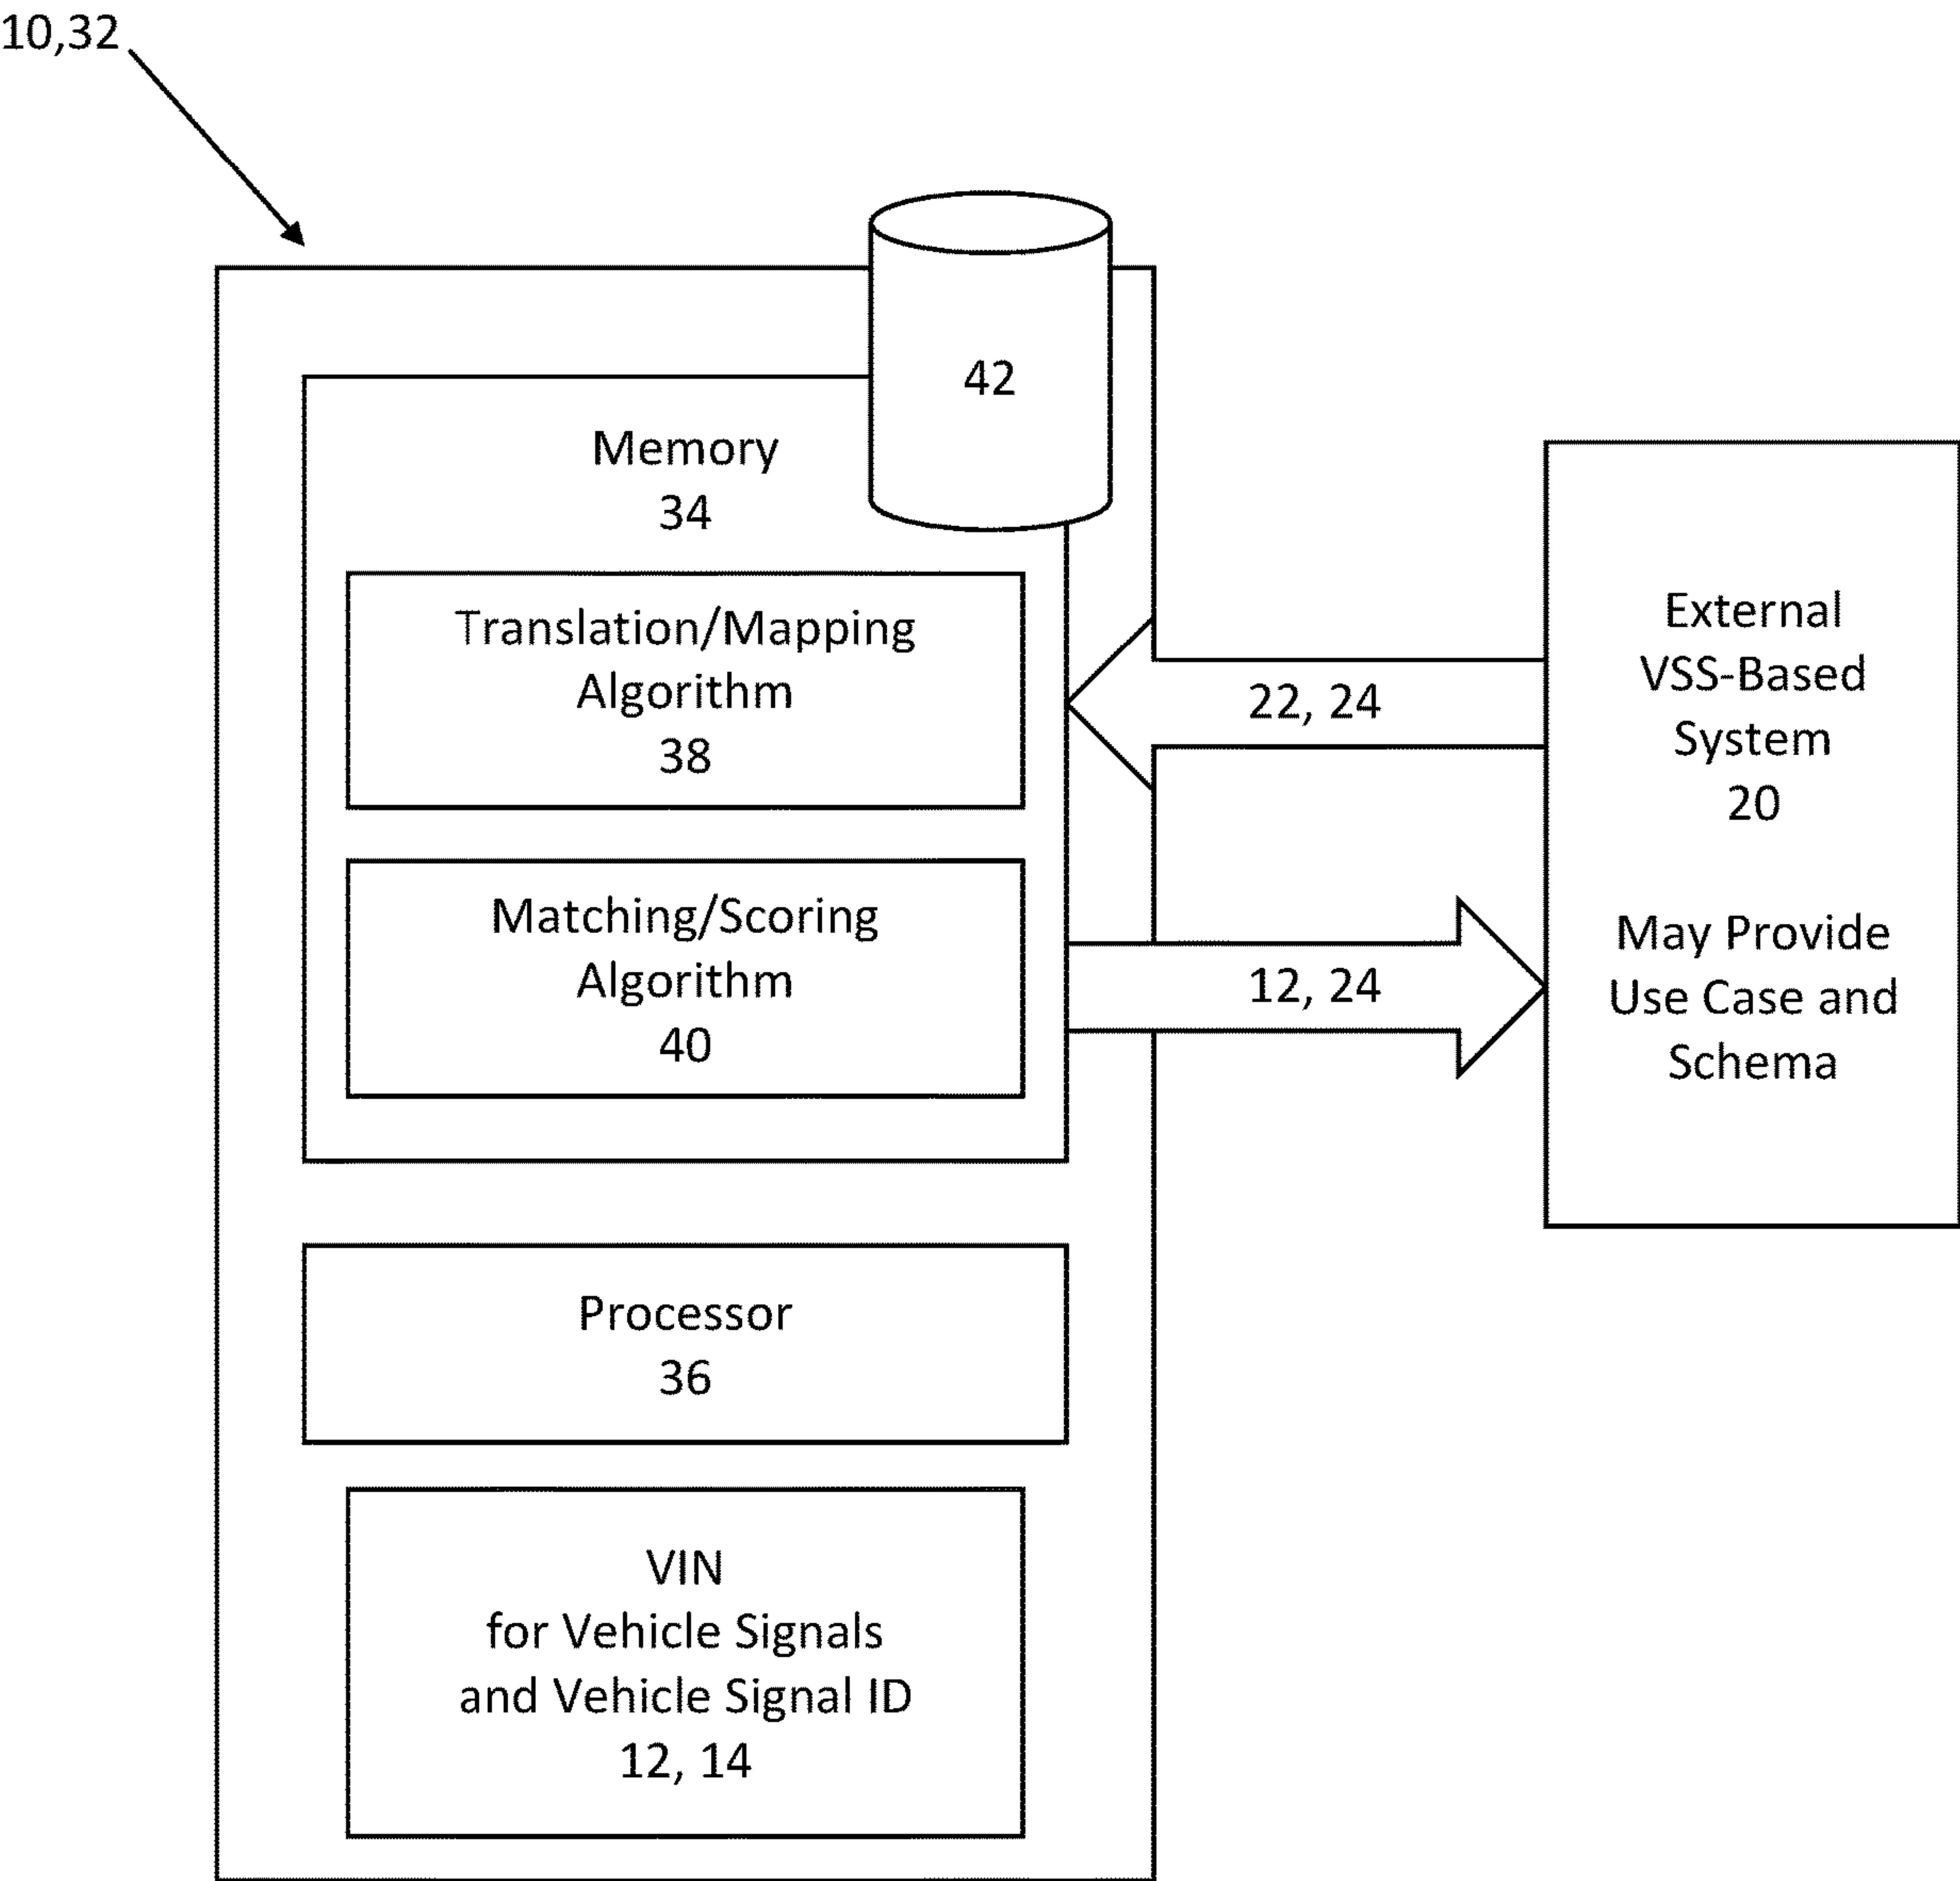 10,32
42
Memory
34
Translation/Mapping
Algorithm
38
Matching/Scoring
Algorithm
40
22, 24
12, 24
External
VSS-Based
System
20
May Provide
Use Case and
Schema
Processor
36
VIN
for Vehicle Signals
and Vehicle Signal ID
12, 14